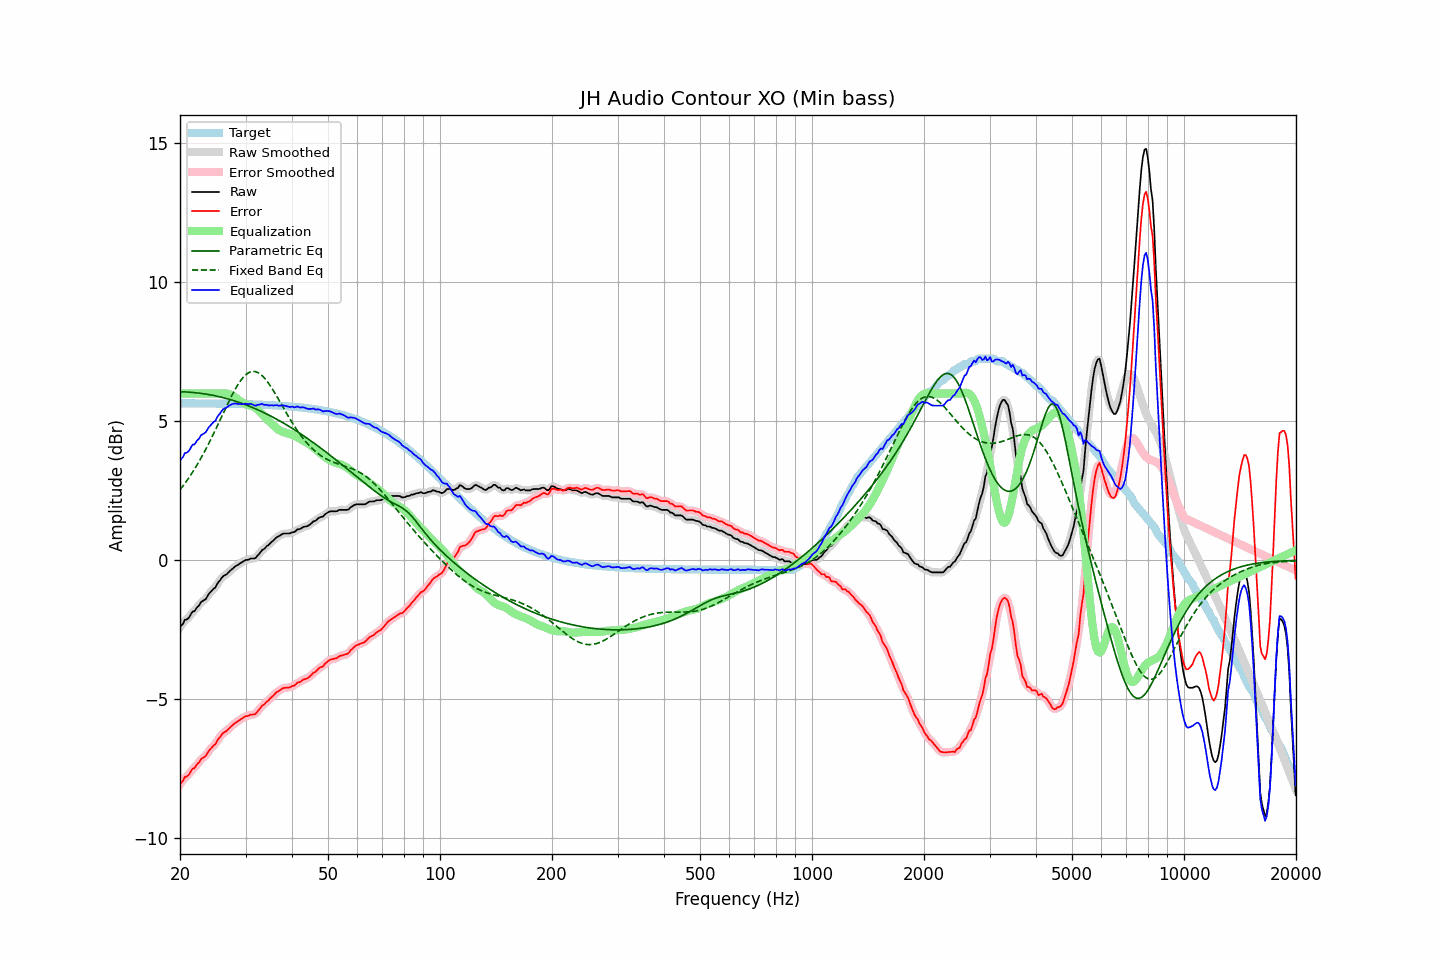 JH Audio Contour XO (Min bass)
Target
Raw Smoothed
Error Smoothed
Raw
Error
Equalization
Parametric Eq
Fixed Band Eq
Equalized
Amplitude (dBr)
15
10
5
0
−5
−10
20
50
100
200
500
1000
2000
5000
10000
20000
Frequency (Hz)